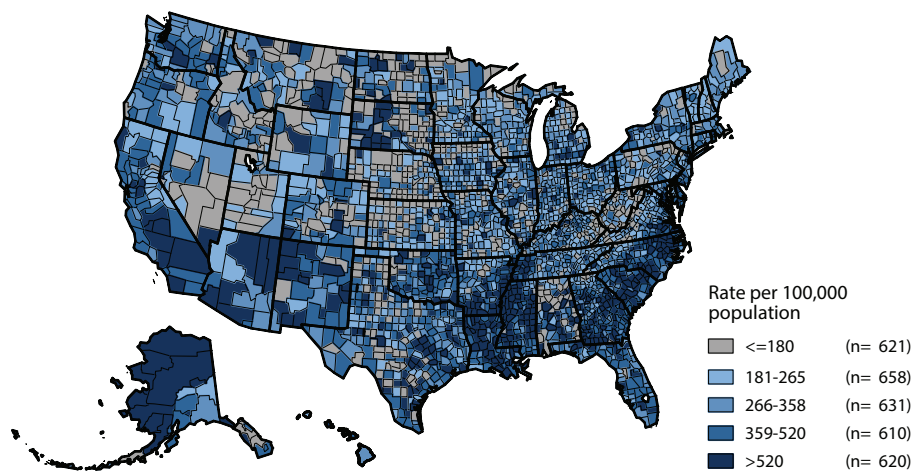 Rate per 100,000
population
<=180 (n= 621)
181-265 (n= 658)
266-358 (n= 631)
359-520 (n= 610)
>520 (n= 620)